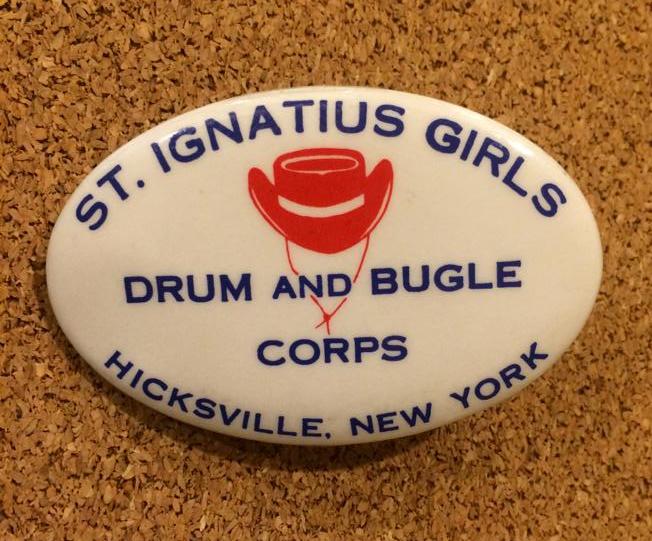 ST. IGNATIUS GIRLS
DRUM AND BUGLE
CORPS
HICKSVILLE, NEW YORK